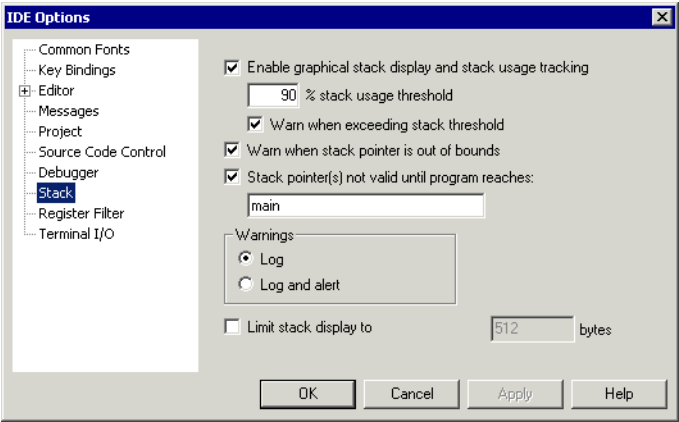 IDE Options
Common Fonts
Key Bindings
Editor
Messages
Project
Source Code Control
Debugger
Stack
Register Filter
Terminal I/O
Enable graphical stack display and stack usage tracking
90 % stack usage threshold
Warn when exceeding stack threshold
Warn when stack pointer is out of bounds
Stack pointer(s) not valid until program reaches:
main
Warnings
Log
Log and alert
Limit stack display to 512 bytes
OK Cancel Apply Help